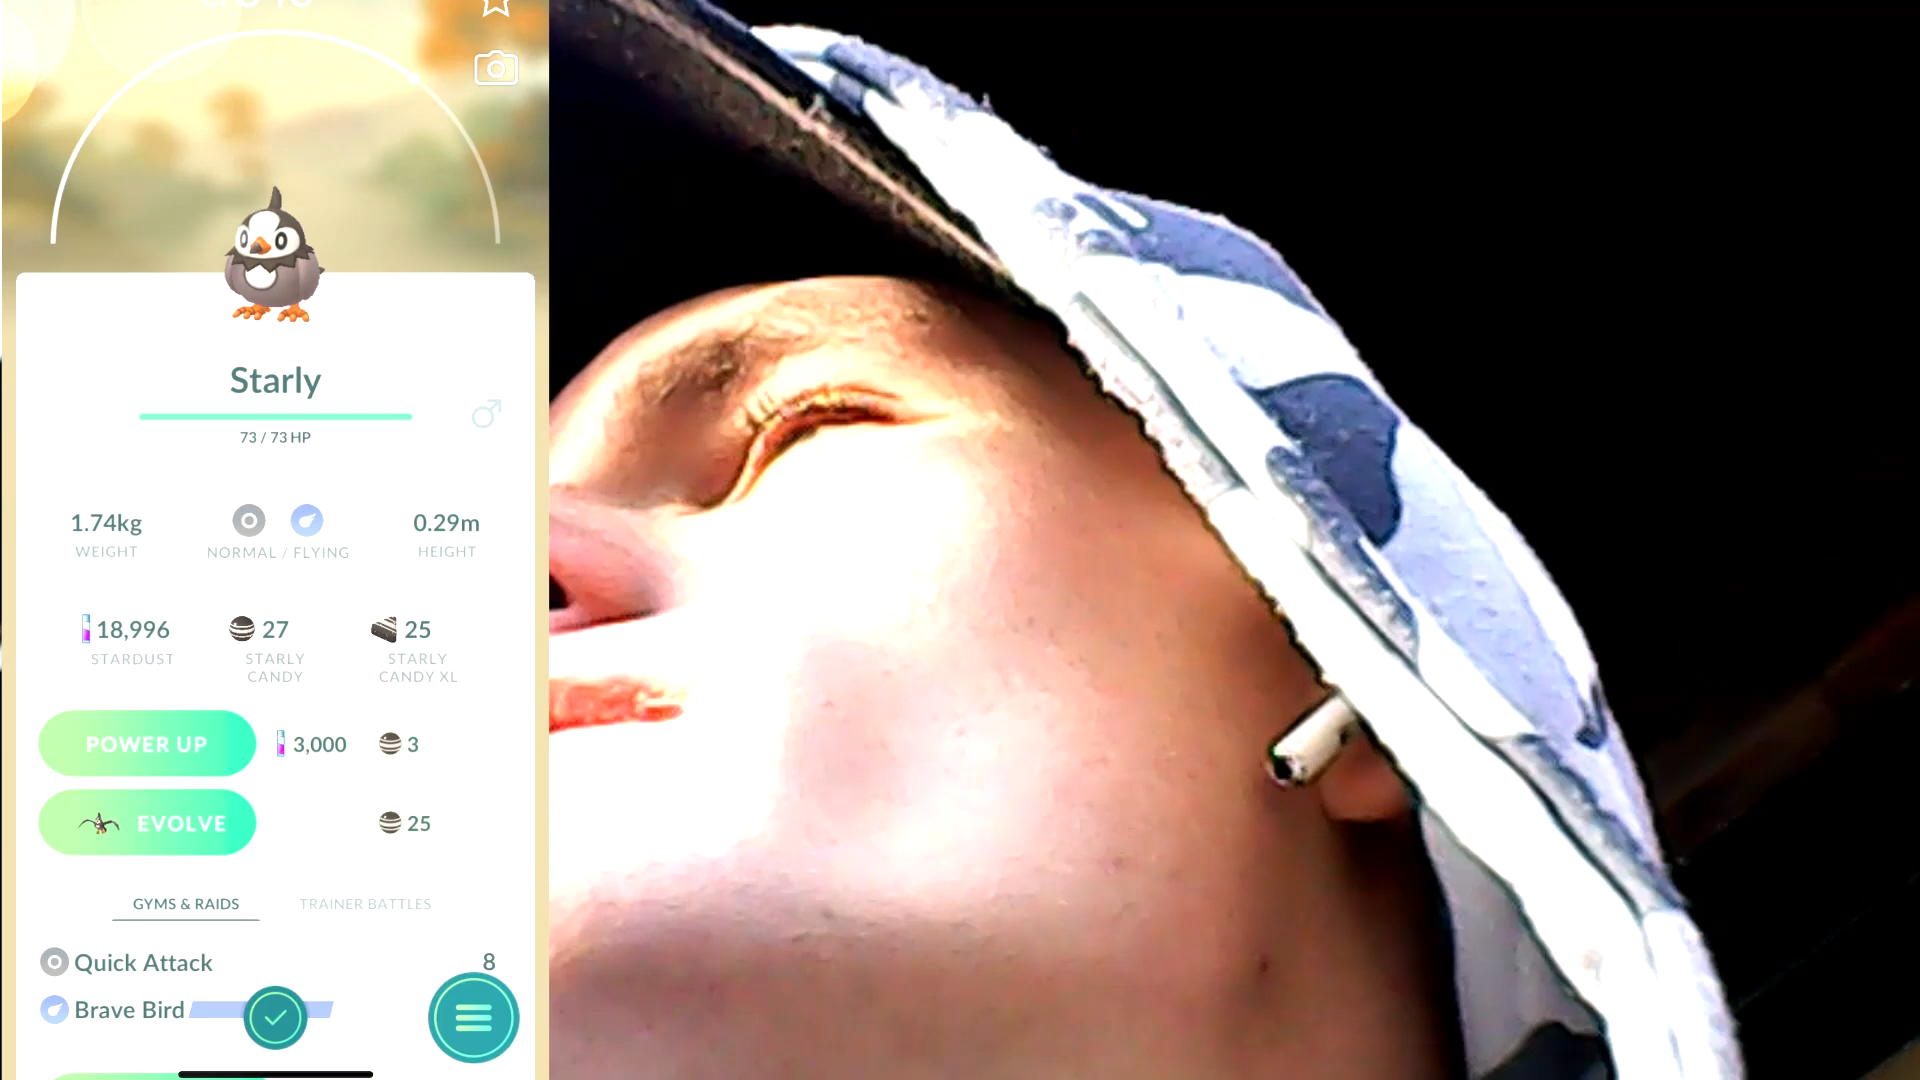 Starly
73 / 73 HP
1.74kg
WEIGHT
NORMAL / FLYING
0.29m
HEIGHT
18,996
STARDUST
27
STARLY
CANDY
25
STARLY
CANDY XL
POWER UP 3,000 3
EVOLVE 25
GYMS & RAIDS TRAINER BATTLES
Quick Attack 8
Brave Bird